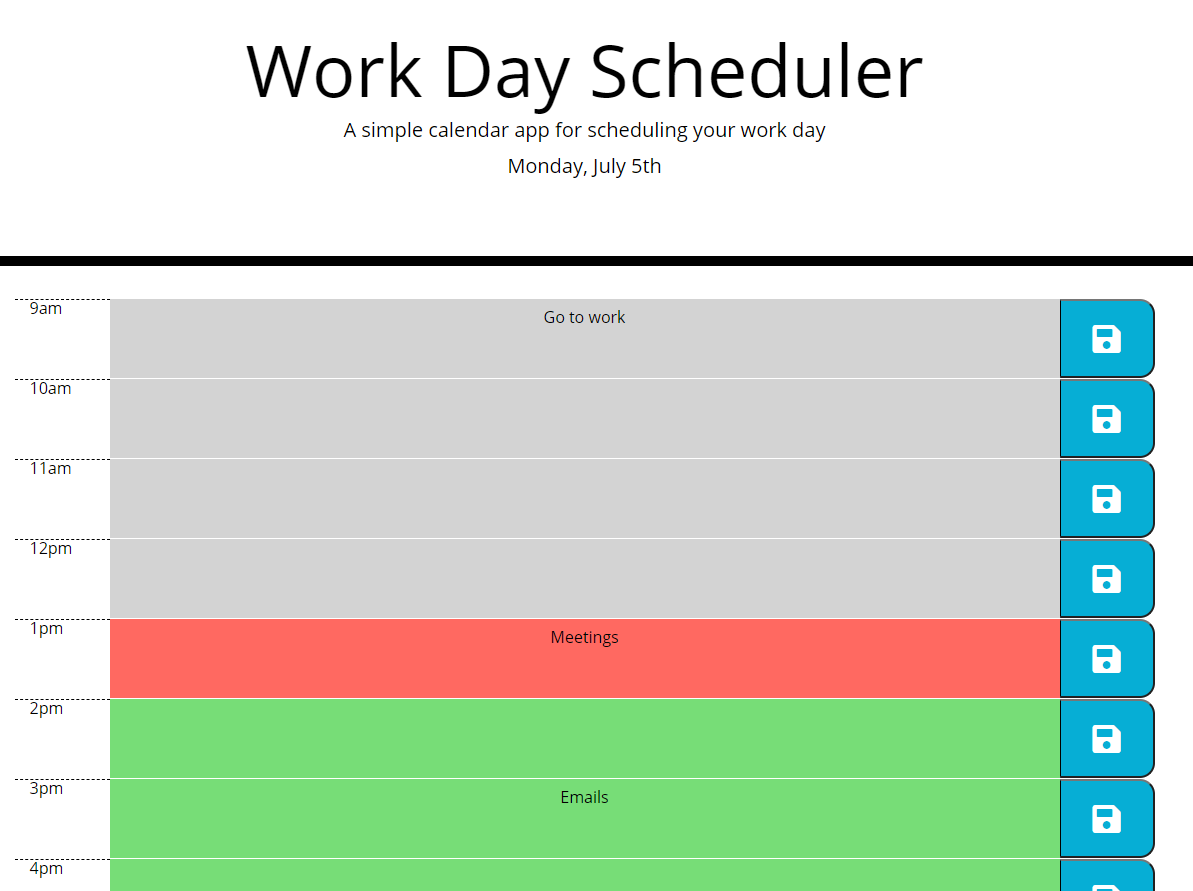 Work Day Scheduler
A simple calendar app for scheduling your work day
Monday, July 5th
9am
Go to work
10am
11am
12pm
1pm
Meetings
2pm
3pm
Emails
4pm